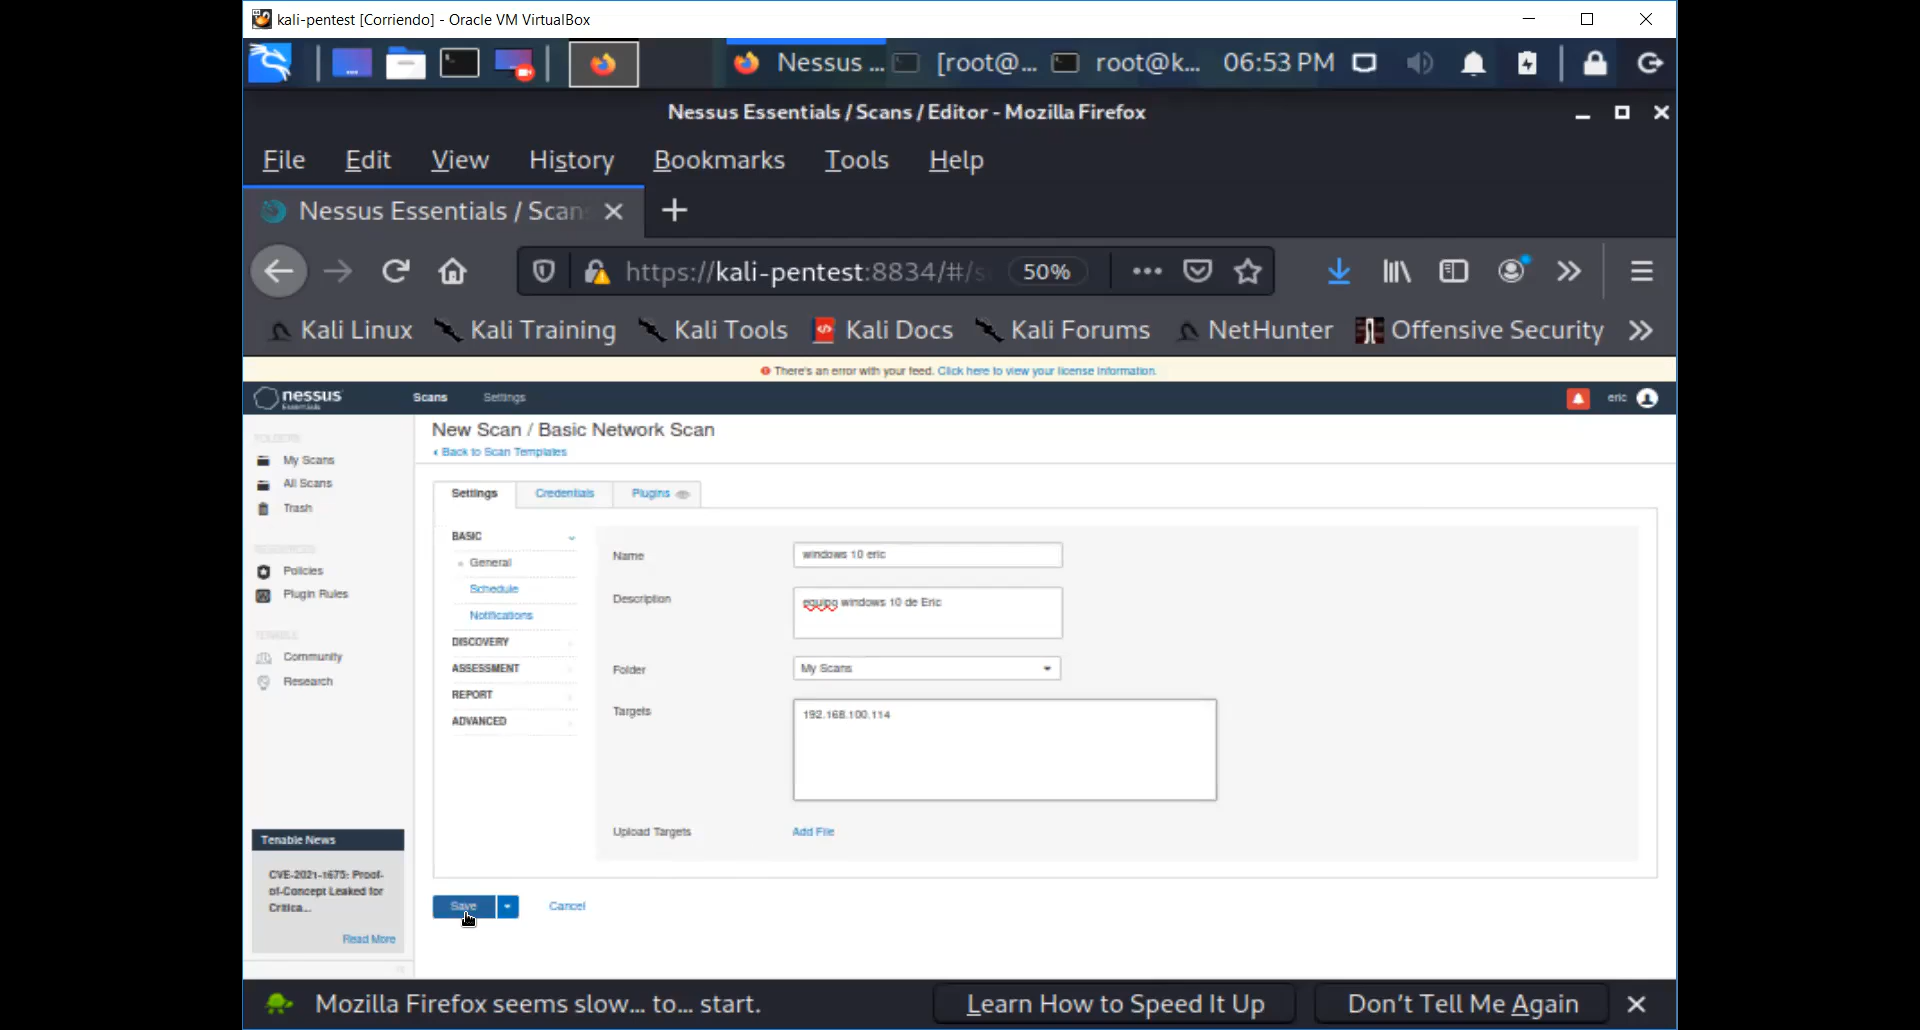 kali-pentest [Corriendo] - Oracle VM VirtualBox
Nessus ... [root@... root@k... 06:53 PM
Nessus Essentials / Scans / Editor - Mozilla Firefox
File Edit View History Bookmarks Tools Help
Nessus Essentials / Scan
https://kali-pentest:8834/#/s 50%
Kali Linux Kali Training Kali Tools Kali Docs Kali Forums NetHunter Offensive Security
There's an error with your feed. Click here to view your license information.
nessus Scans Settings eric
Essentials
New Scan / Basic Network Scan
Back to Scan Templates
FOLDERS
My Scans
All Scans
Trash
RESOURCES
Policies
Plugin Rules
TENABLE
Community
Research
Tenable News
CVE-2021-1675: Proof-
of-Concept Leaked for
Critica...
Read More
Settings Credentials Plugins
BASIC
General
Schedule
Notifications
DISCOVERY
ASSESSMENT
REPORT
ADVANCED
Name windows 10 eric
Description equipo windows 10 de Eric
Folder My Scans
Targets 192.168.100.114
Upload Targets Add File
Save Cancel
Mozilla Firefox seems slow... to... start. Learn How to Speed It Up Don't Tell Me Again